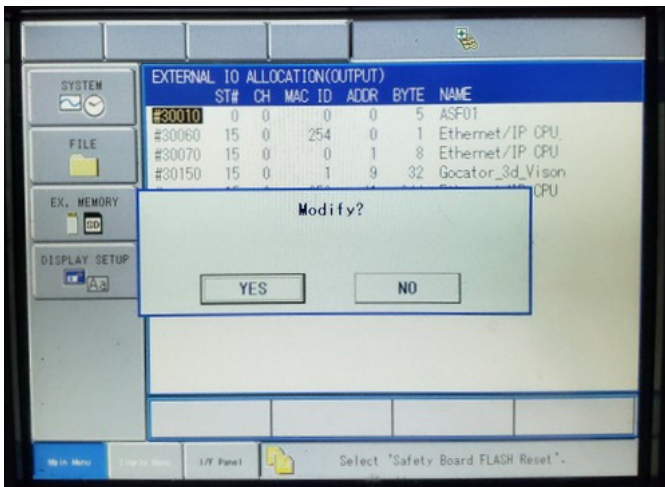 EXTERNAL IO ALLOCATION(OUTPUT)
ST# CH MAC ID ADDR BYTE NAME
#30010 0 0 0 0 5 ASF01
#30060 15 0 254 0 1 Ethernet/IP CPU
#30070 15 0 0 1 8 Ethernet/IP CPU
#30150 15 0 1 9 32 Gocator_3d_Vison
CPU
SYSTEM
FILE
EX. MEMORY
SD
DISPLAY SETUP
Aa
Modify?
YES NO
Main Menu
I/F Panel
Select "Safety Board FLASH Reset".